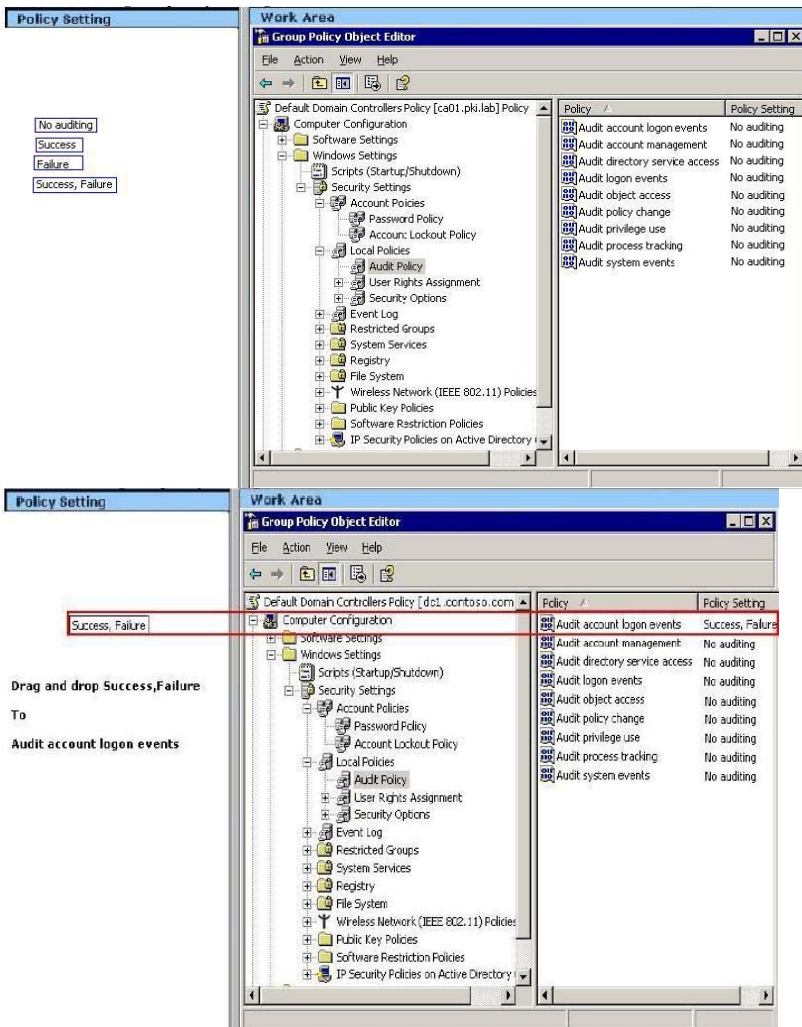 Policy Setting
Work Area
Group Policy Object Editor
File Action View Help
No auditing
Success
Failure
Success, Failure
Default Domain Controllers Policy [ca01.pki.lab] Policy
Computer Configuration
Software Settings
Windows Settings
Scripts (Startup/Shutdown)
Security Settings
Account Policies
Password Policy
Account Lockout Policy
Local Policies
Audit Policy
User Rights Assignment
Security Options
Event Log
Restricted Groups
System Services
Registry
File System
Wireless Network (IEEE 802.11) Policies
Public Key Policies
Software Restriction Policies
IP Security Policies on Active Directory
Policy Policy Setting
Audit account logon events No auditing
Audit account management No auditing
Audit directory service access No auditing
Audit logon events No auditing
Audit object access No auditing
Audit policy change No auditing
Audit privilege use No auditing
Audit process tracking No auditing
Audit system events No auditing
Policy Setting
Work Area
Group Policy Object Editor
File Action View Help
Success, Failure
Drag and drop Success,Failure
To
Audit account logon events
Default Domain Controllers Policy [dc1.contoso.com
Computer Configuration
Software Settings
Windows Settings
Scripts (Startup/Shutdown)
Security Settings
Account Policies
Password Policy
Account Lockout Policy
Local Policies
Audit Policy
User Rights Assignment
Security Options
Event Log
Restricted Groups
System Services
Registry
File System
Wireless Network (IEEE 802.11) Policies
Public Key Policies
Software Restriction Policies
IP Security Policies on Active Directory
Policy Policy Setting
Audit account logon events Success, Failure
Audit account management No auditing
Audit directory service access No auditing
Audit logon events No auditing
Audit object access No auditing
Audit policy change No auditing
Audit privilege use No auditing
Audit process tracking No auditing
Audit system events No auditing